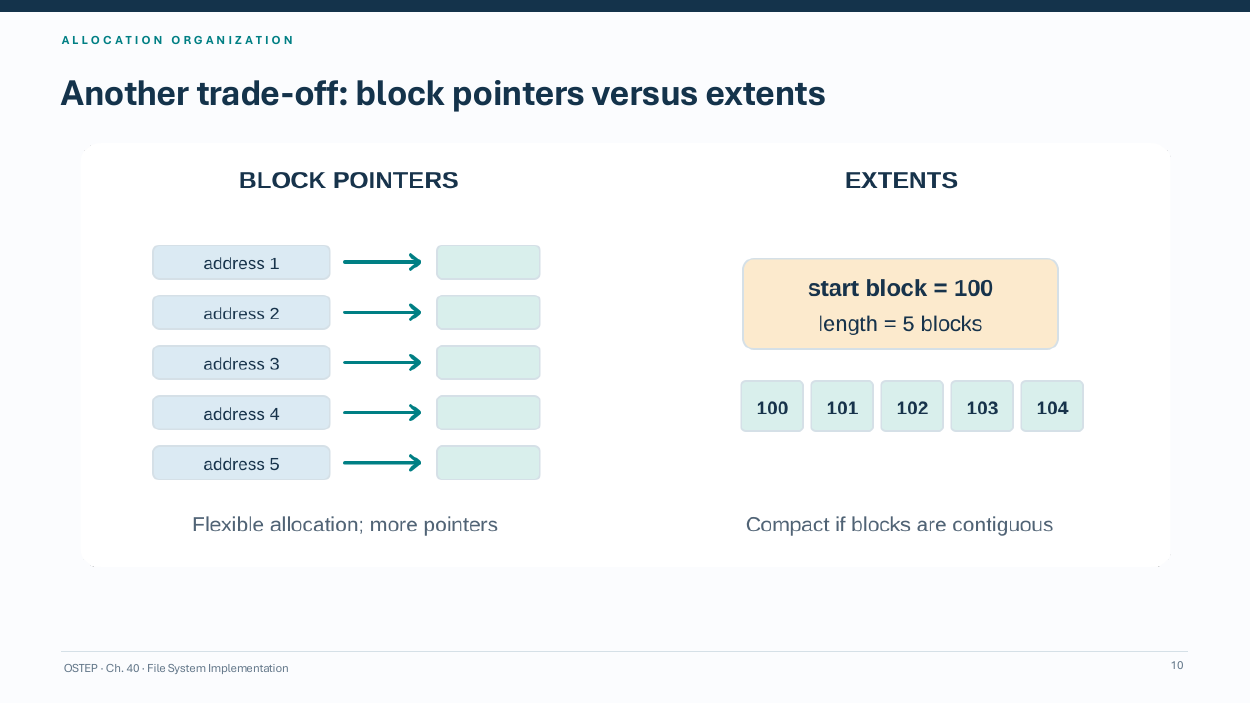 ALLOCATION ORGANIZATION
Another trade-off: block pointers versus extents
BLOCK POINTERS
address 1
address 2
address 3
address 4
address 5
Flexible allocation; more pointers
EXTENTS
start block = 100
length = 5 blocks
100 101 102 103 104
Compact if blocks are contiguous
OSTEP · Ch. 40 · File System Implementation
10